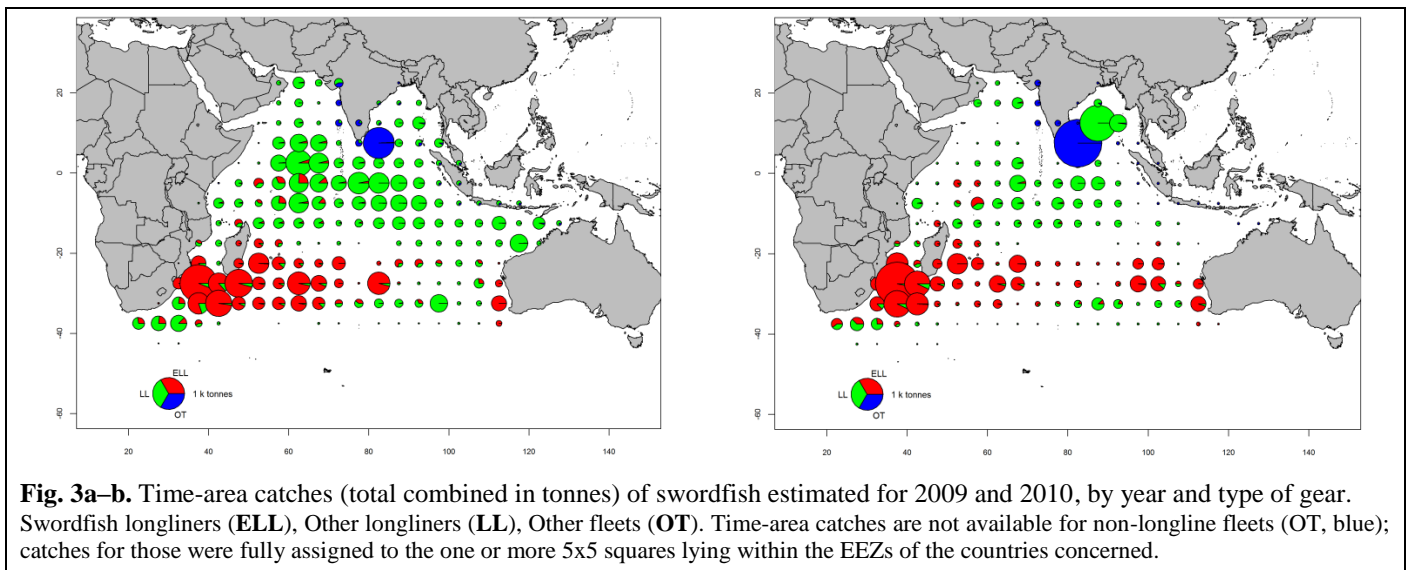 20
0
-20
-40
-60
ELL
LL
1 k tonnes
OT
20 40 60 80 100 120 140
20
0
-20
-40
-60
ELL
LL
1 k tonnes
OT
20 40 60 80 100 120 140
Fig. 3a–b. Time-area catches (total combined in tonnes) of swordfish estimated for 2009 and 2010, by year and type of gear.
Swordfish longliners (ELL), Other longliners (LL), Other fleets (OT). Time-area catches are not available for non-longline fleets (OT, blue);
catches for those were fully assigned to the one or more 5x5 squares lying within the EEZs of the countries concerned.